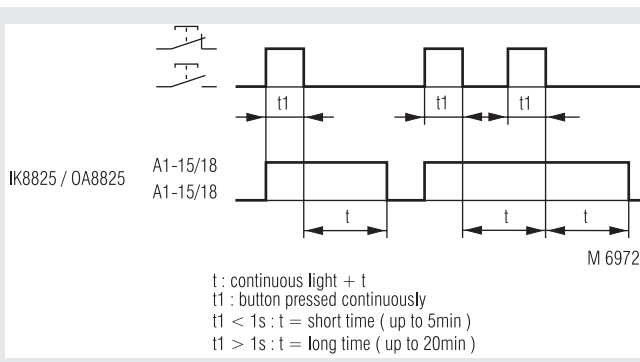 t1
t1
t1
IK8825 / OA8825
A1-15/18
A1-15/18
t
t
t
M 6972
t : continuous light + t
t1 : button pressed continuously
t1 < 1s : t = short time ( up to 5min )
t1 > 1s : t = long time ( up to 20min )